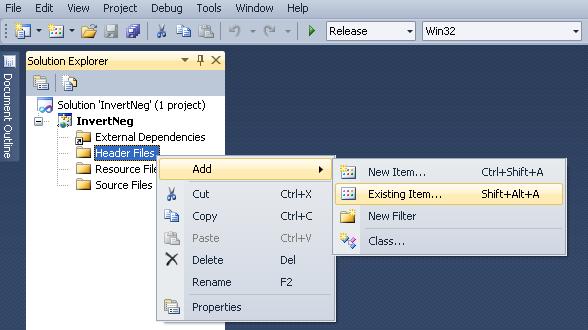 File Edit View Project Debug Tools Window Help
Release Win32
Document Outline
Solution Explorer
Solution 'InvertNeg' (1 project)
InvertNeg
External Dependencies
Header Files
Resource File
Source Files
Add
Cut Ctrl+X
Copy Ctrl+C
Paste Ctrl+V
Delete Del
Rename F2
Properties
New Item... Ctrl+Shift+A
Existing Item... Shift+Alt+A
New Filter
Class...